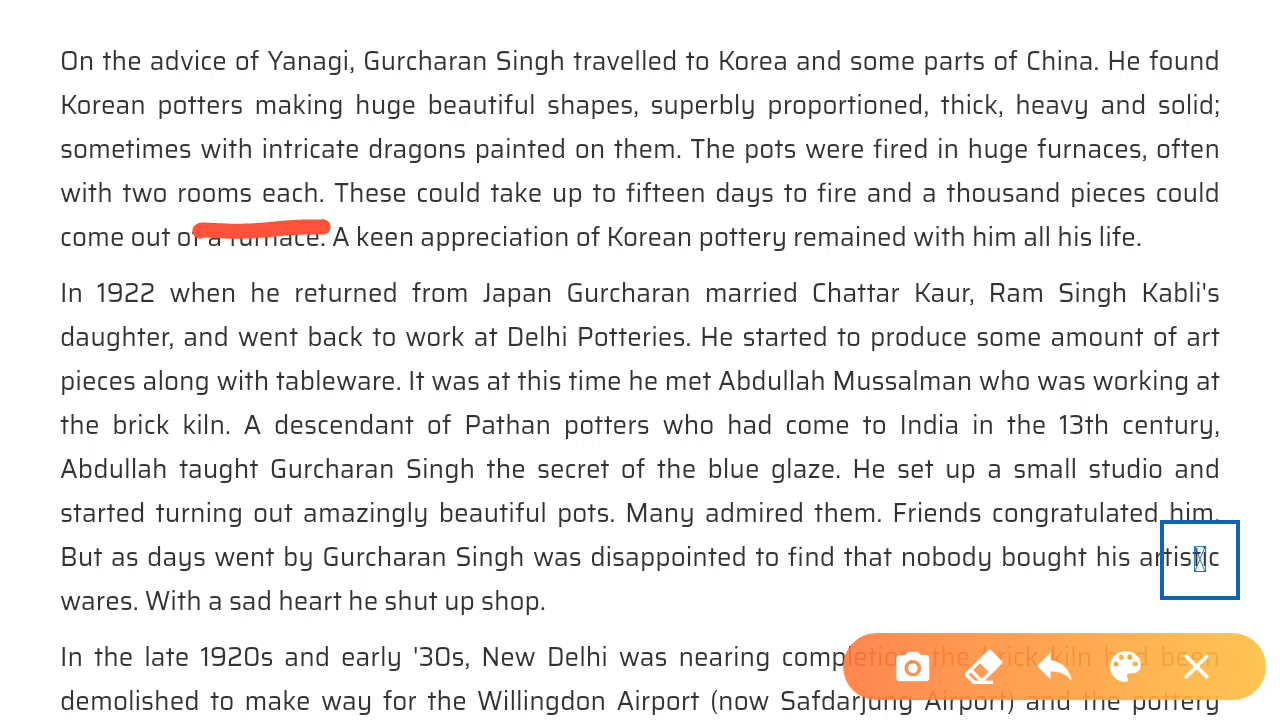 On the advice of Yanagi, Gurcharan Singh travelled to Korea and some parts of China. He found
Korean potters making huge beautiful shapes, superbly proportioned, thick, heavy and solid;
sometimes with intricate dragons painted on them. The pots were fired in huge furnaces, often
with two rooms each. These could take up to fifteen days to fire and a thousand pieces could
come out of a furnace. A keen appreciation of Korean pottery remained with him all his life.
In 1922 when he returned from Japan Gurcharan married Chattar Kaur, Ram Singh Kabli's
daughter, and went back to work at Delhi Potteries. He started to produce some amount of art
pieces along with tableware. It was at this time he met Abdullah Mussalman who was working at
the brick kiln. A descendant of Pathan potters who had come to India in the 13th century,
Abdullah taught Gurcharan Singh the secret of the blue glaze. He set up a small studio and
started turning out amazingly beautiful pots. Many admired them. Friends congratulated him.
But as days went by Gurcharan Singh was disappointed to find that nobody bought his artistic
wares. With a sad heart he shut up shop.
In the late 1920s and early '30s, New Delhi was nearing completion, the brick kiln had been
demolished to make way for the Willingdon Airport (now Safdarjung Airport) and the pottery